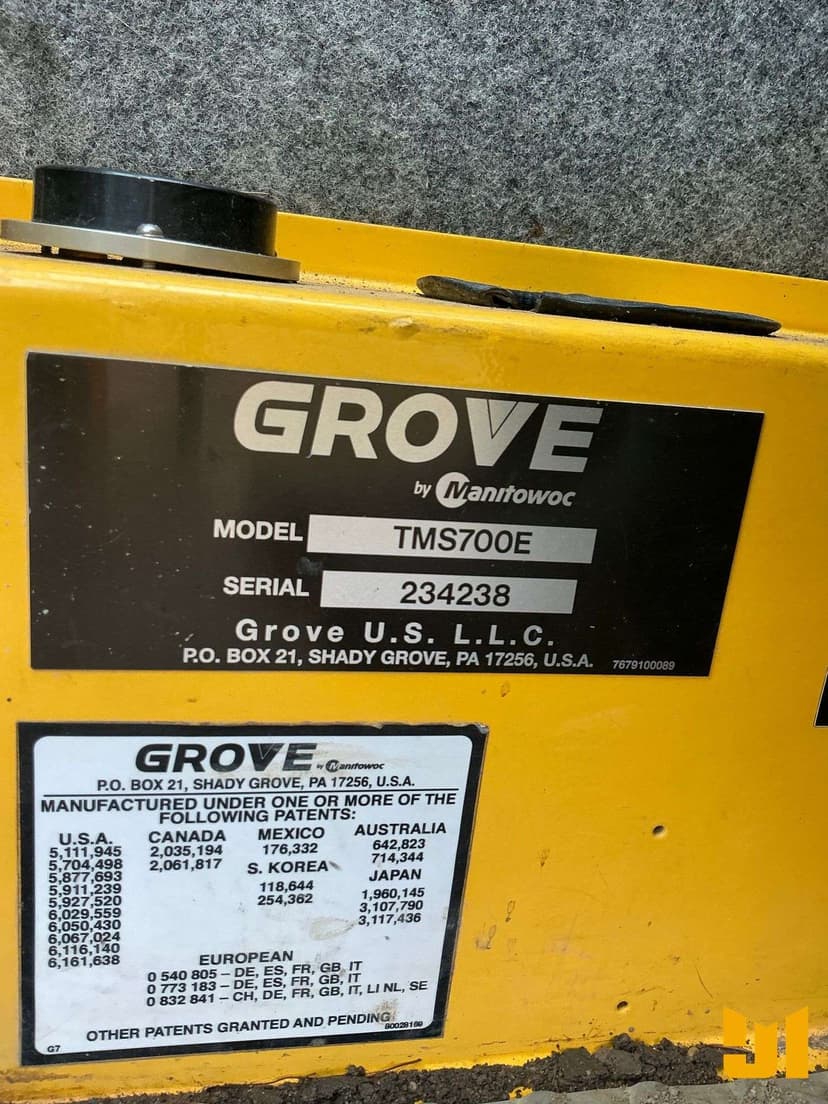 GROVE
by Manitowoc
MODEL TMS700E
SERIAL 234238
Grove U.S. L.L.C.
P.O. BOX 21, SHADY GROVE, PA 17256, U.S.A. 7679100089
GROVE by Manitowoc
P.O. BOX 21, SHADY GROVE, PA 17256, U.S.A.
MANUFACTURED UNDER ONE OR MORE OF THE
FOLLOWING PATENTS:
U.S.A.
5,111,945
5,704,498
5,877,693
5,911,239
5,927,520
6,029,559
6,050,430
6,067,024
6,116,140
6,161,638
CANADA
2,035,194
2,061,817
MEXICO
176,332
S. KOREA
118,644
254,362
AUSTRALIA
642,823
714,344
JAPAN
1,960,145
3,107,790
3,117,436
EUROPEAN
0 540 805 – DE, ES, FR, GB, IT
0 773 183 – DE, ES, FR, GB, IT
0 832 841 – CH, DE, FR, GB, IT, LI NL, SE
OTHER PATENTS GRANTED AND PENDING
G7